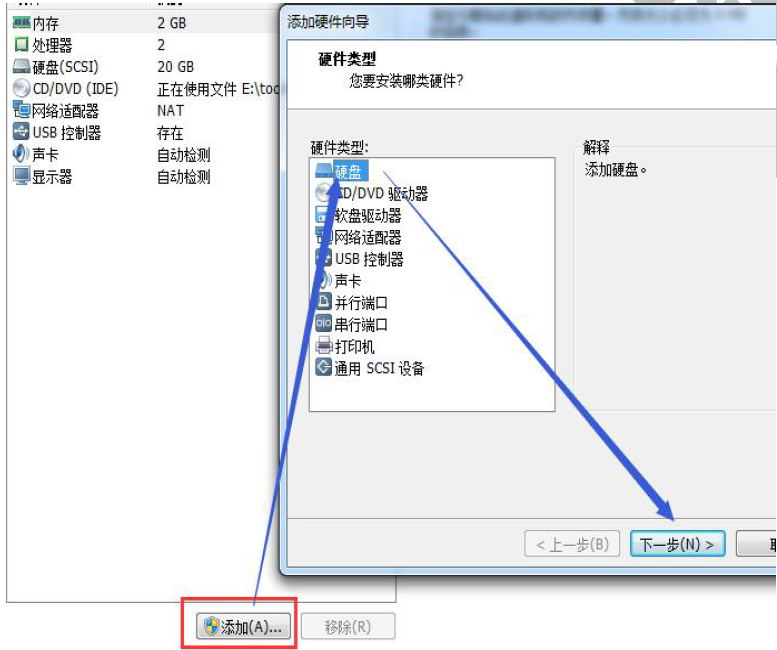 内存 2 GB
处理器 2
硬盘(SCSI) 20 GB
CD/DVD (IDE) 正在使用文件 E:\too
网络适配器 NAT
USB 控制器 存在
声卡 自动检测
显示器 自动检测
添加(A)...
移除(R)
添加硬件向导
硬件类型
您要安装哪类硬件?
硬件类型:
硬盘
CD/DVD 驱动器
软盘驱动器
网络适配器
USB 控制器
声卡
并行端口
串行端口
打印机
通用 SCSI 设备
解释
添加硬盘。
< 上一步(B)
下一步(N) >